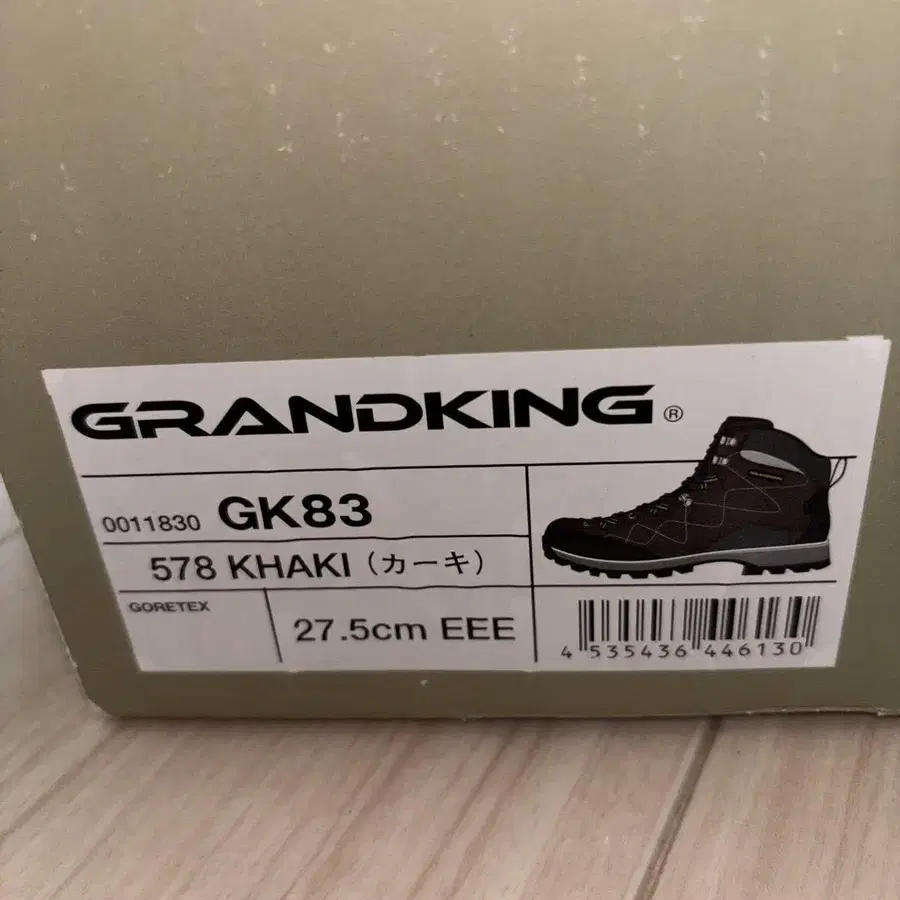 GRANDKING®
0011830 GK83
578 KHAKI (カーキ)
GORETEX
27.5cm EEE
4 535436 446130